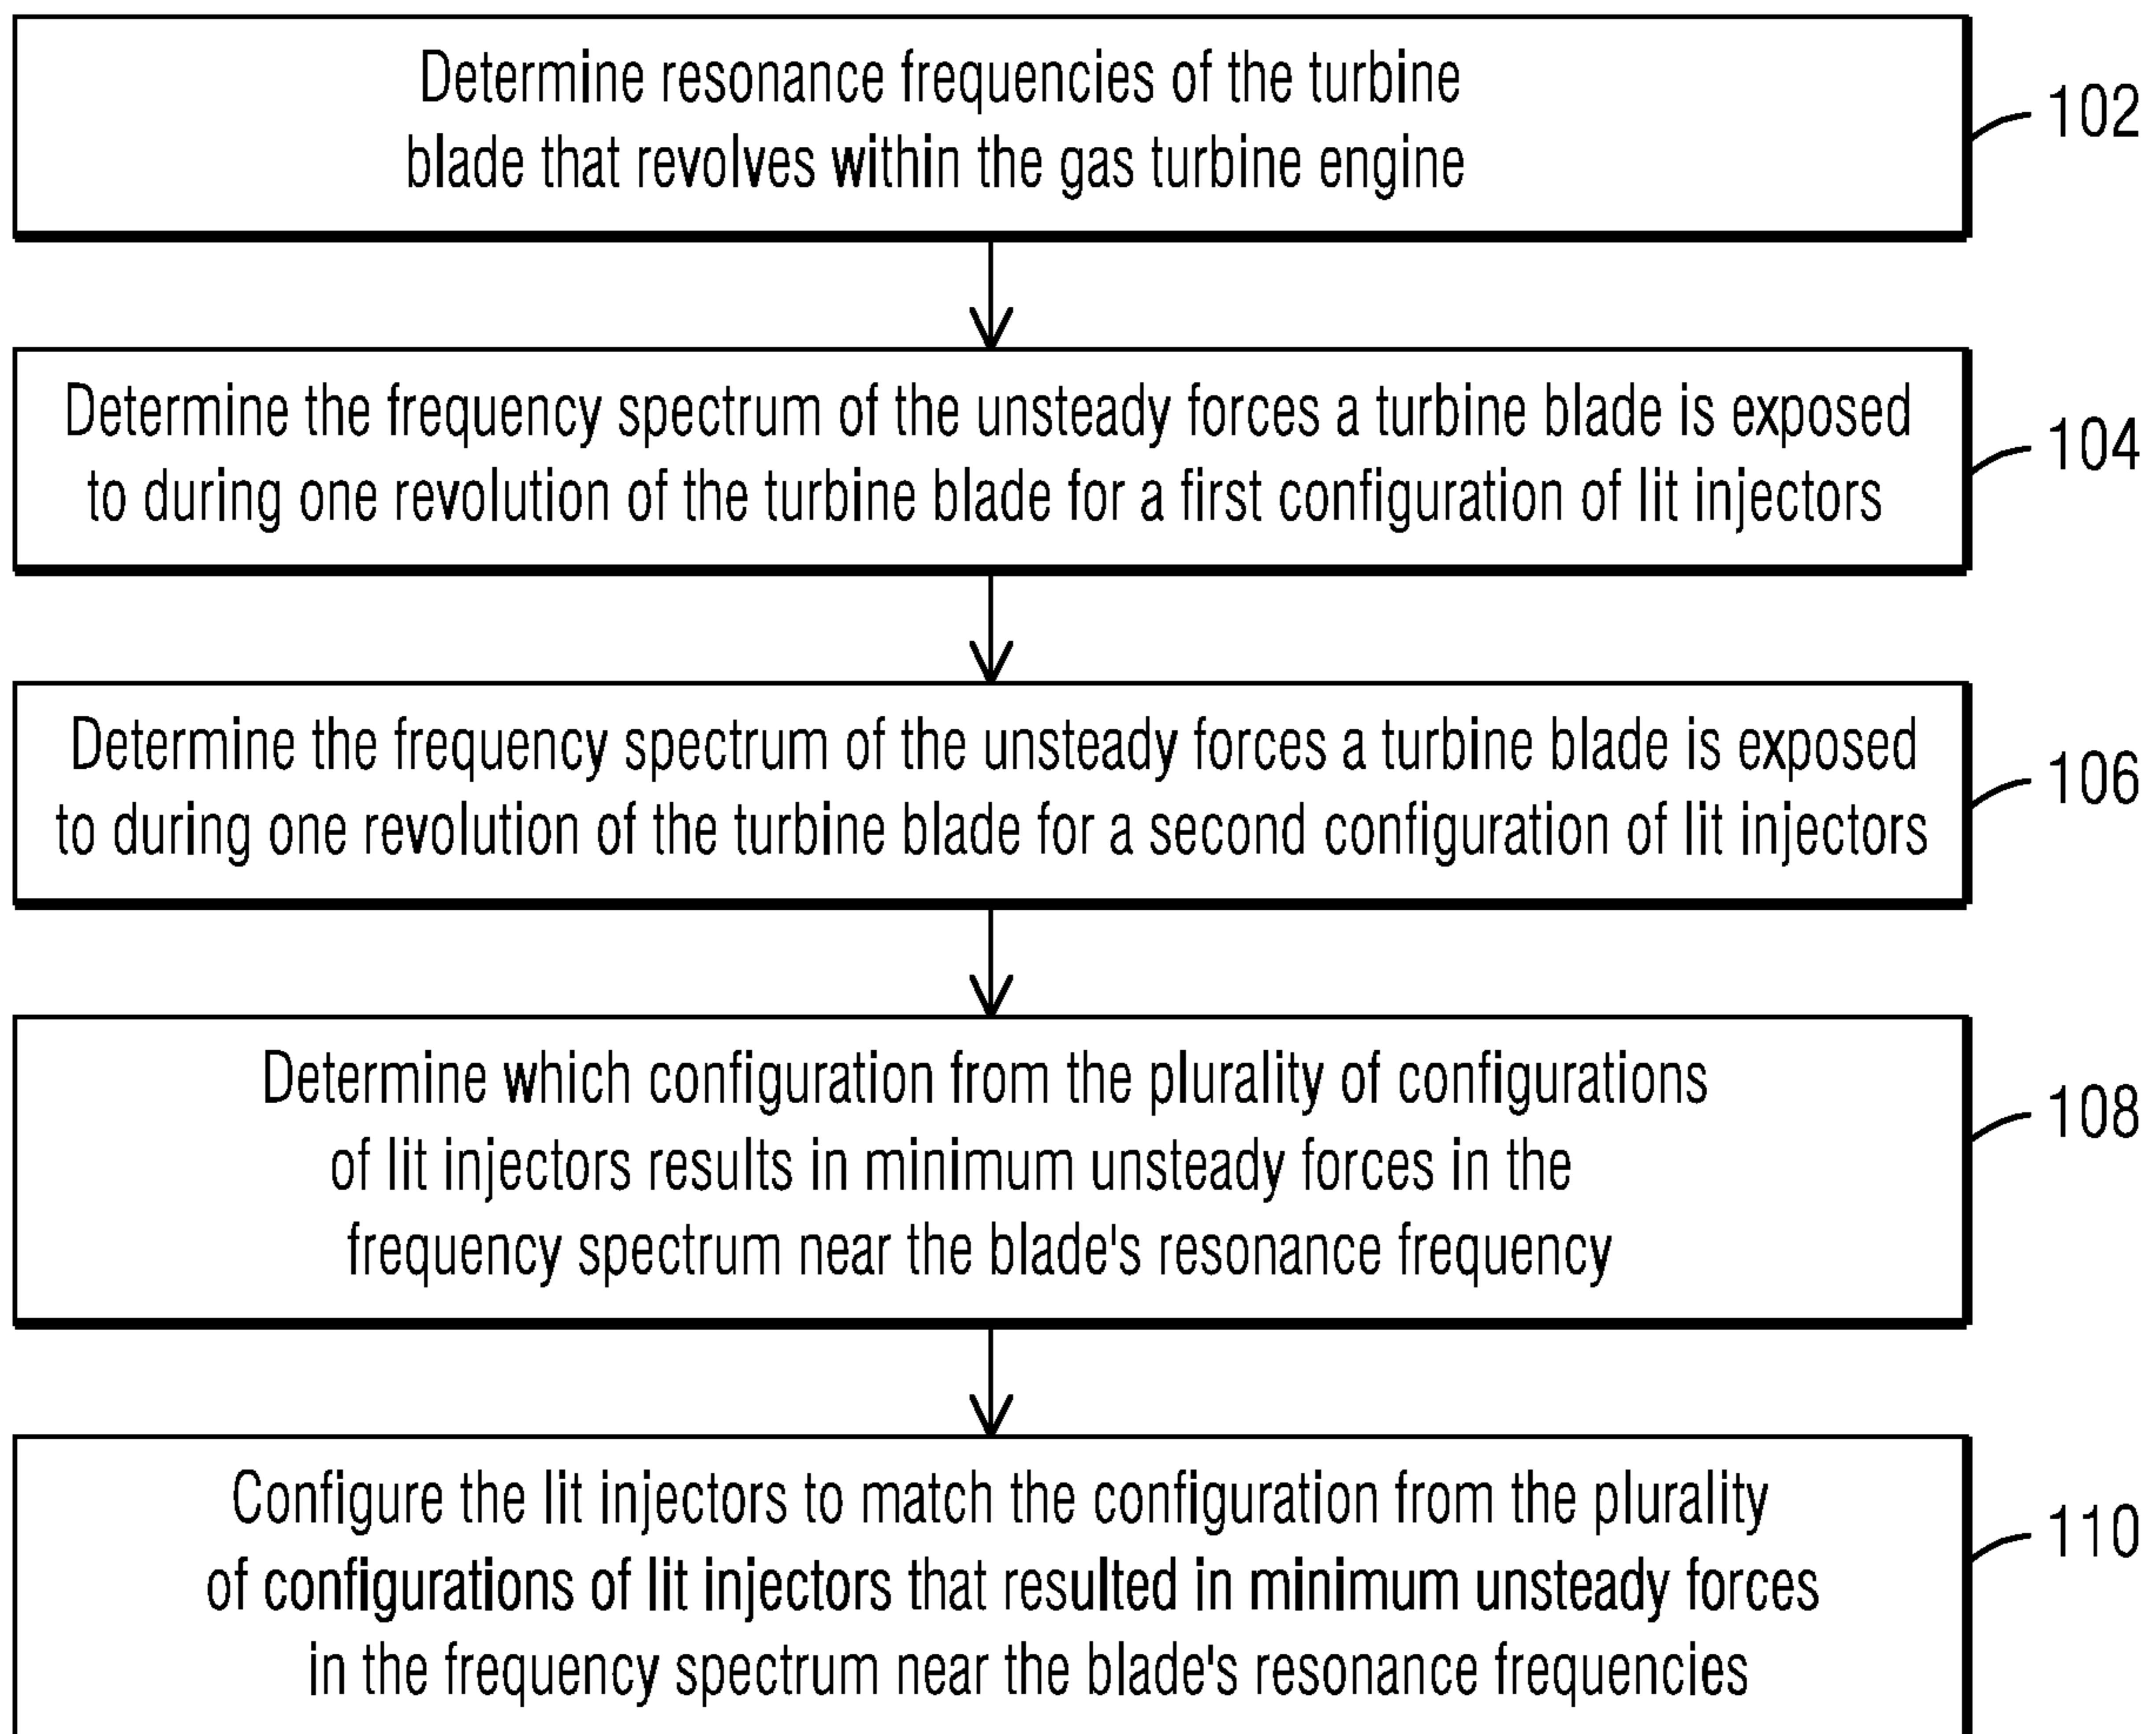 Determine resonance frequencies of the turbine
blade that revolves within the gas turbine engine
102
Determine the frequency spectrum of the unsteady forces a turbine blade is exposed
to during one revolution of the turbine blade for a first configuration of lit injectors
104
Determine the frequency spectrum of the unsteady forces a turbine blade is exposed
to during one revolution of the turbine blade for a second configuration of lit injectors
106
Determine which configuration from the plurality of configurations
of lit injectors results in minimum unsteady forces in the
frequency spectrum near the blade's resonance frequency
108
Configure the lit injectors to match the configuration from the plurality
of configurations of lit injectors that resulted in minimum unsteady forces
in the frequency spectrum near the blade's resonance frequencies
110